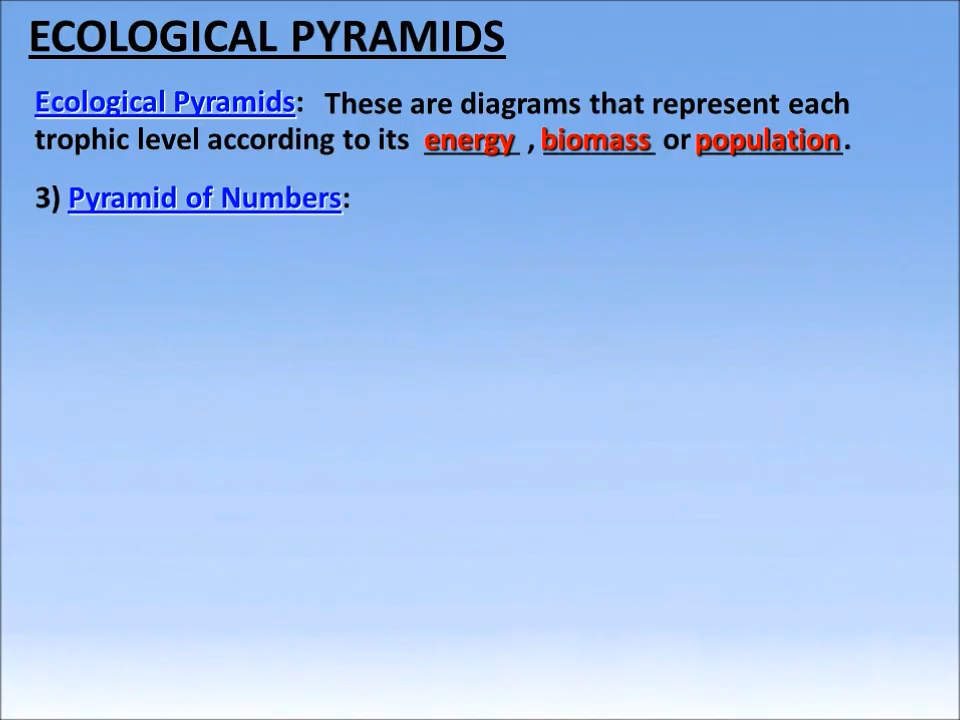 ECOLOGICAL PYRAMIDS
Ecological Pyramids: These are diagrams that represent each
trophic level according to its energy , biomass or population.
3) Pyramid of Numbers: